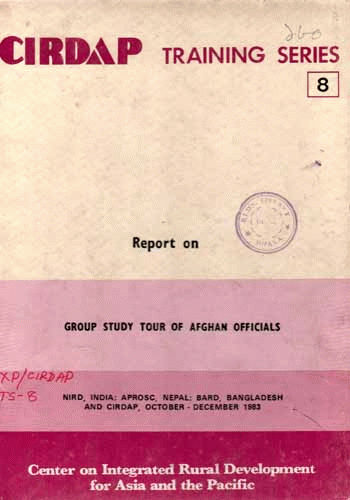 260
CIRDAP TRAINING SERIES
8
Report on
GROUP STUDY TOUR OF AFGHAN OFFICIALS
XP/CIRDAP
TS-8
NIRD, INDIA: APROSC, NEPAL: BARD, BANGLADESH
AND CIRDAP, OCTOBER - DECEMBER 1983
Center on Integrated Rural Development
for Asia and the Pacific